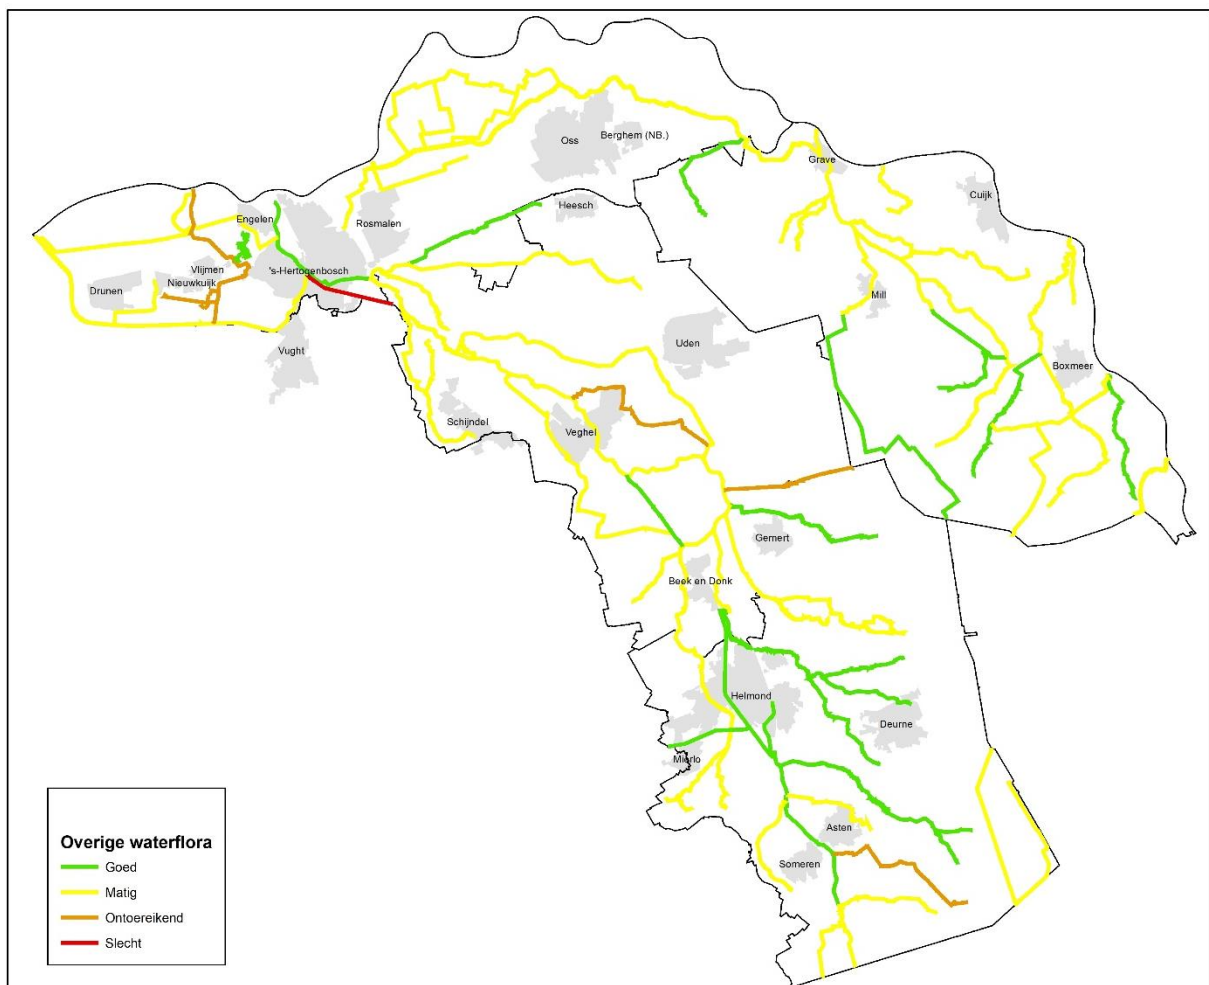 Oss
Berghem (NB.)
Grave
Cuijk
Heesch
Engelen
Rosmalen
Vlijmen
's-Hertogenbosch
Nieuwkuijk
Drunen
Mill
Uden
Vught
Boxmeer
Schijndel
Veghel
Gemert
Beek en Donk
Helmond
Deurne
Mierlo
Asten
Someren
Overige waterflora
Goed
Matig
Ontoereikend
Slecht